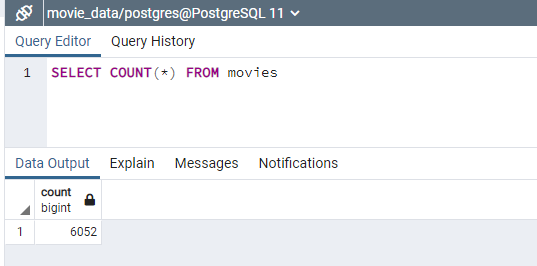 movie_data/postgres@PostgreSQL 11
Query Editor Query History
1 SELECT COUNT(*) FROM movies
Data Output Explain Messages Notifications
count
bigint
1 6052